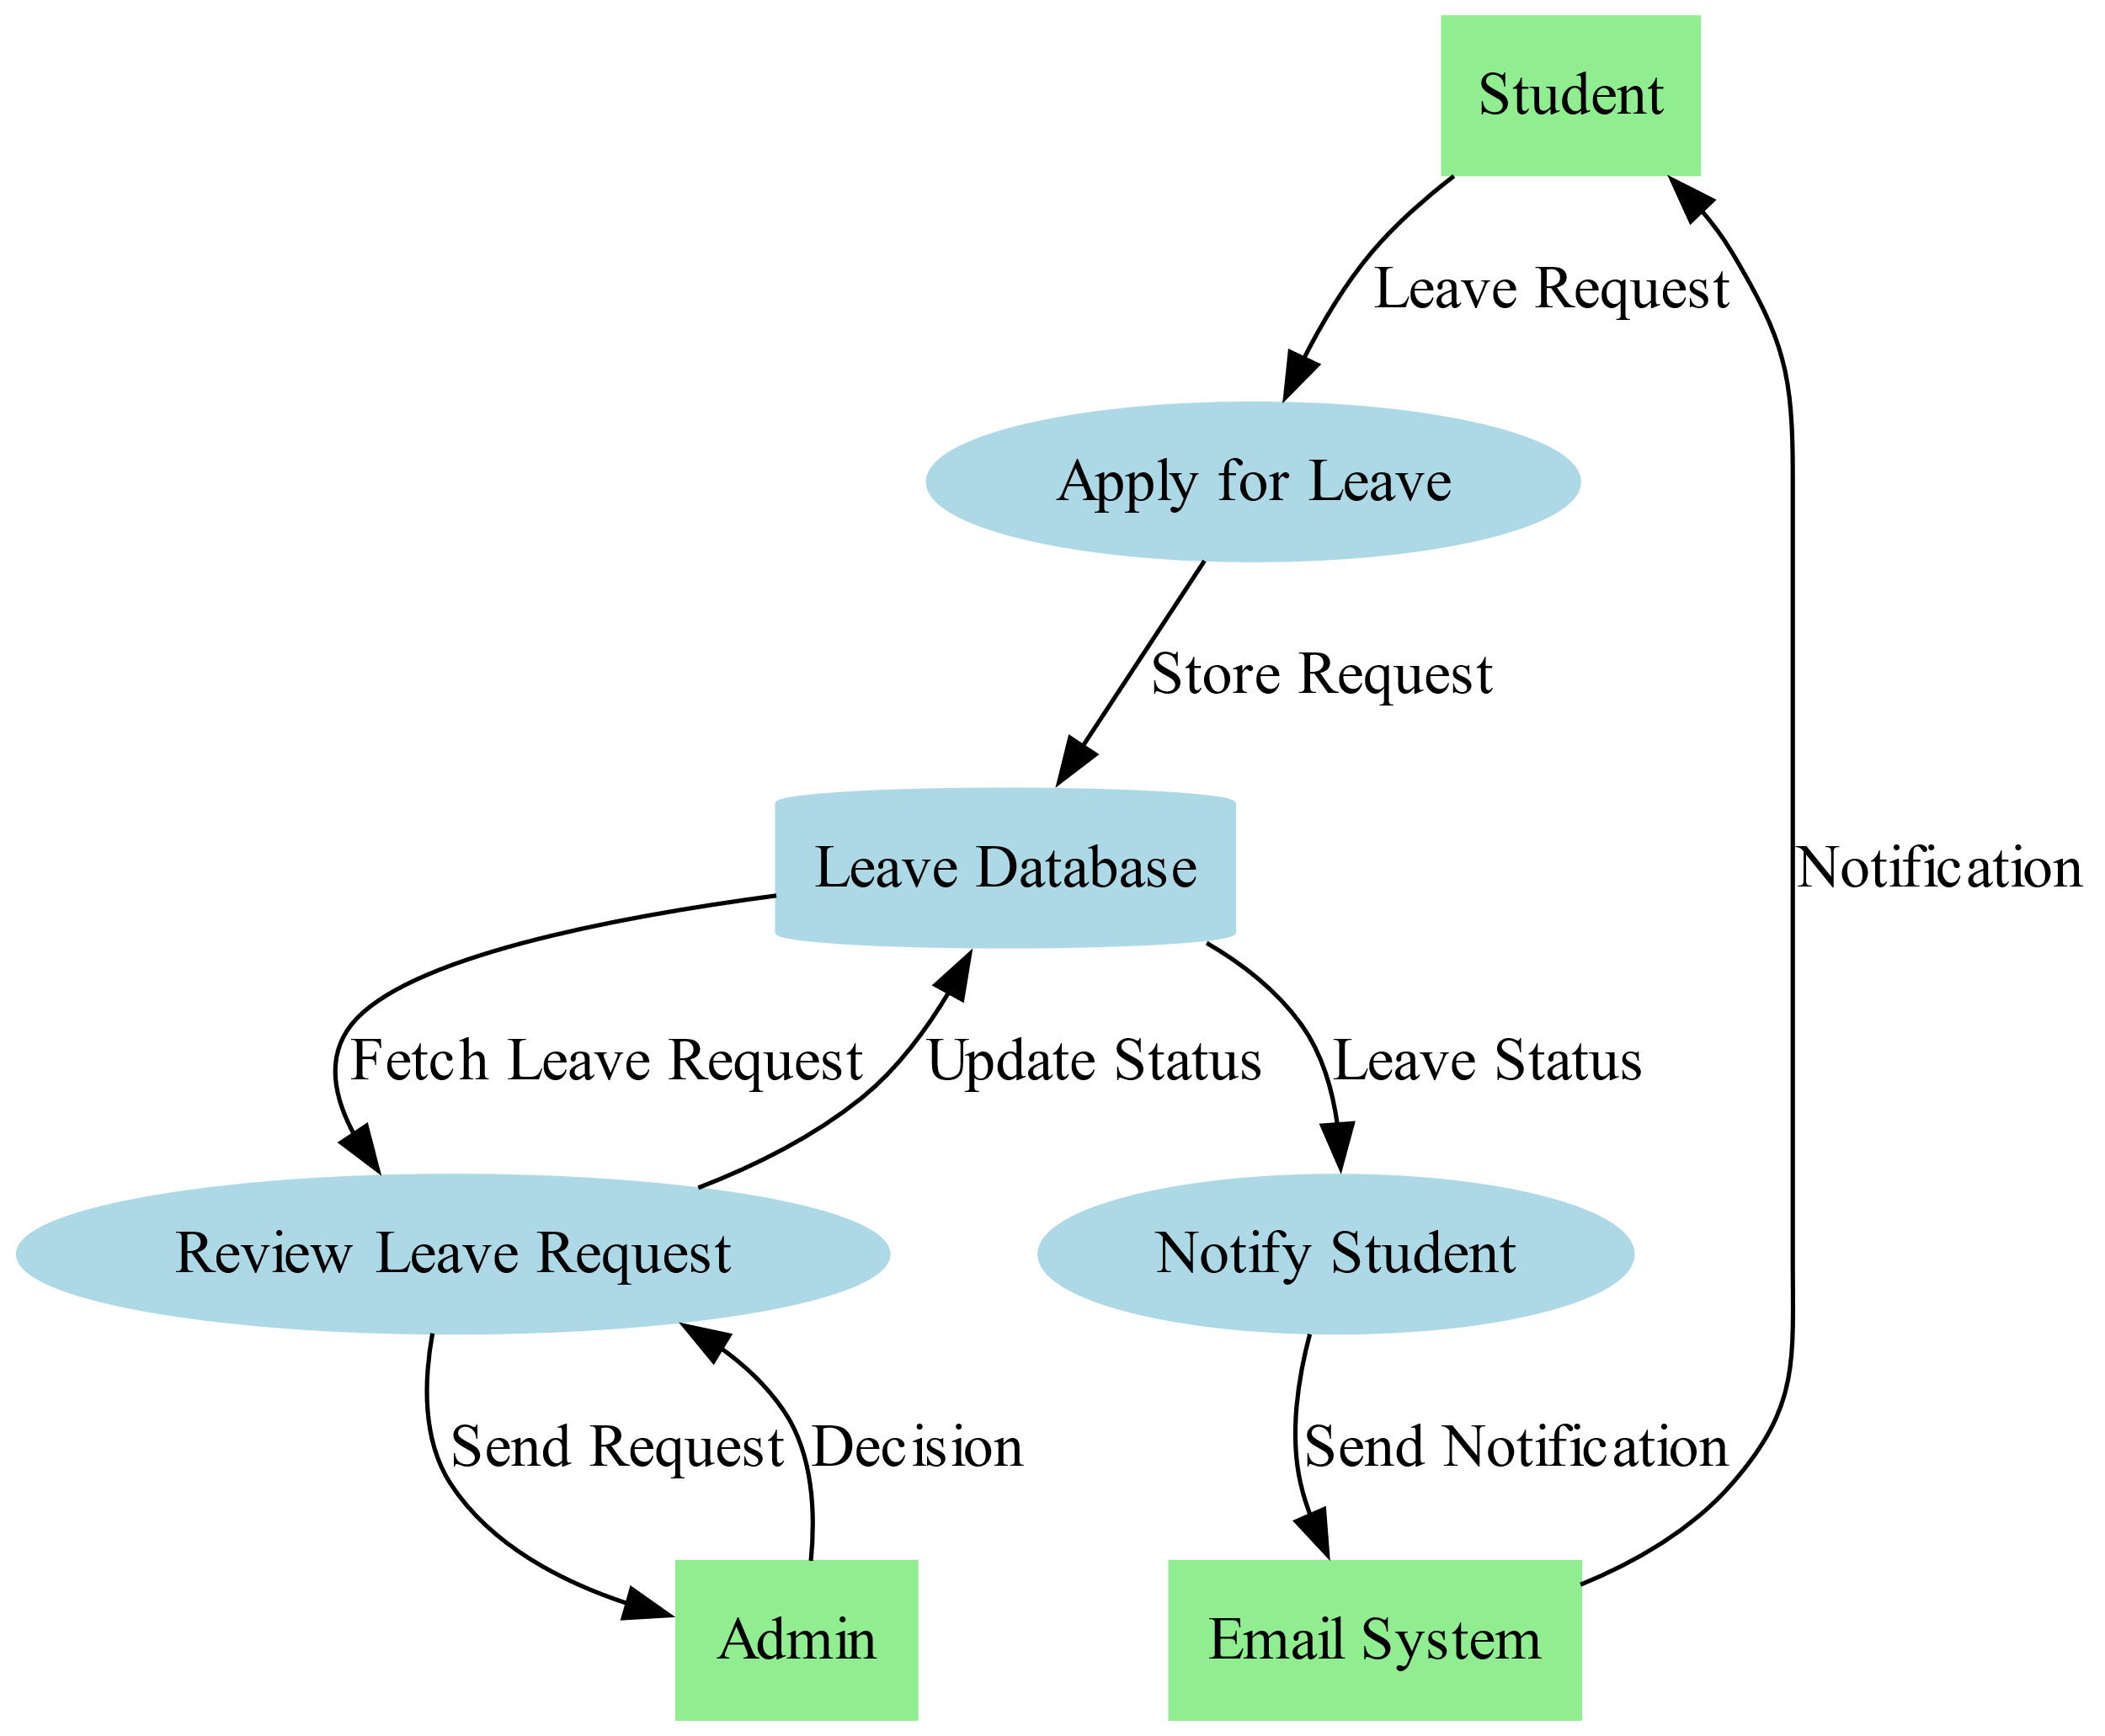 Student
Leave Request
Apply for Leave
Store Request
Leave Database
Notification
Fetch Leave Request
Update Status
Leave Status
Review Leave Request
Notify Student
Send Request
Decision
Send Notification
Admin
Email System